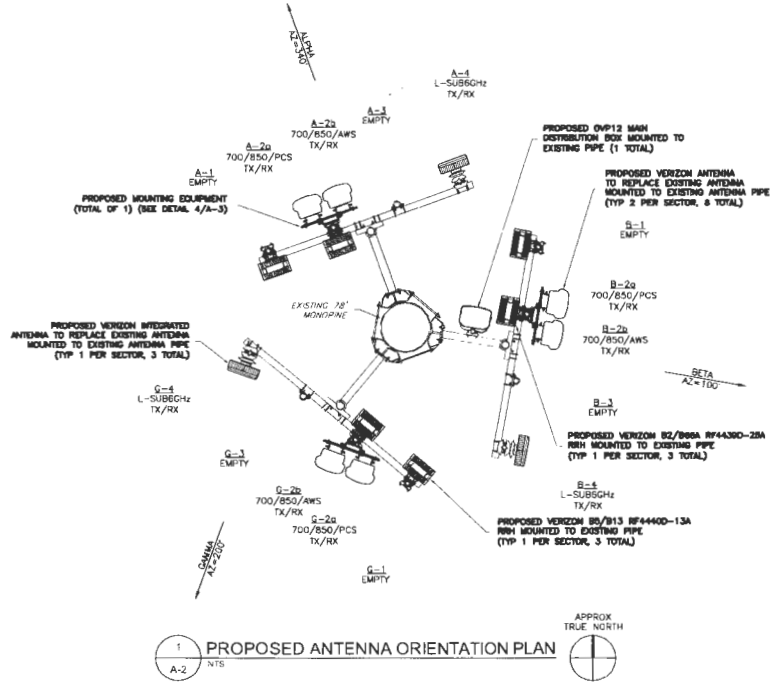 ALPHA
AZ=340°
A-4
L-SUB6GHz
TX/RX
A-3
EMPTY
A-2b
700/850/AWS
TX/RX
A-2a
700/850/PCS
TX/RX
A-1
EMPTY
PROPOSED MOUNTING EQUIPMENT
(TOTAL OF 1) (SEE DETAIL 4/A-3)
PROPOSED OVP12 MAIN
DISTRIBUTION BOX MOUNTED TO
EXISTING PIPE (1 TOTAL)
PROPOSED VERIZON ANTENNA
TO REPLACE EXISTING ANTENNA
MOUNTED TO EXISTING ANTENNA PIPE
(TYP 2 PER SECTOR, 6 TOTAL)
B-1
EMPTY
B-2a
700/850/PCS
TX/RX
B-2b
700/850/AWS
TX/RX
EXISTING 78'
MONOPINE
PROPOSED VERIZON INTEGRATED
ANTENNA TO REPLACE EXISTING ANTENNA
MOUNTED TO EXISTING ANTENNA PIPE
(TYP 1 PER SECTOR, 3 TOTAL)
BETA
AZ=100°
G-4
L-SUB6GHz
TX/RX
B-3
EMPTY
PROPOSED VERIZON B2/B66A RF4439D-25A
RRH MOUNTED TO EXISTING PIPE
(TYP 1 PER SECTOR, 3 TOTAL)
G-3
EMPTY
B-4
L-SUB6GHz
TX/RX
G-2b
700/850/AWS
TX/RX
G-2a
700/850/PCS
TX/RX
PROPOSED VERIZON B5/B13 RF4440D-13A
RRH MOUNTED TO EXISTING PIPE
(TYP 1 PER SECTOR, 3 TOTAL)
GAMMA
AZ=200°
G-1
EMPTY
APPROX
TRUE NORTH
1
A-2
PROPOSED ANTENNA ORIENTATION PLAN
NTS